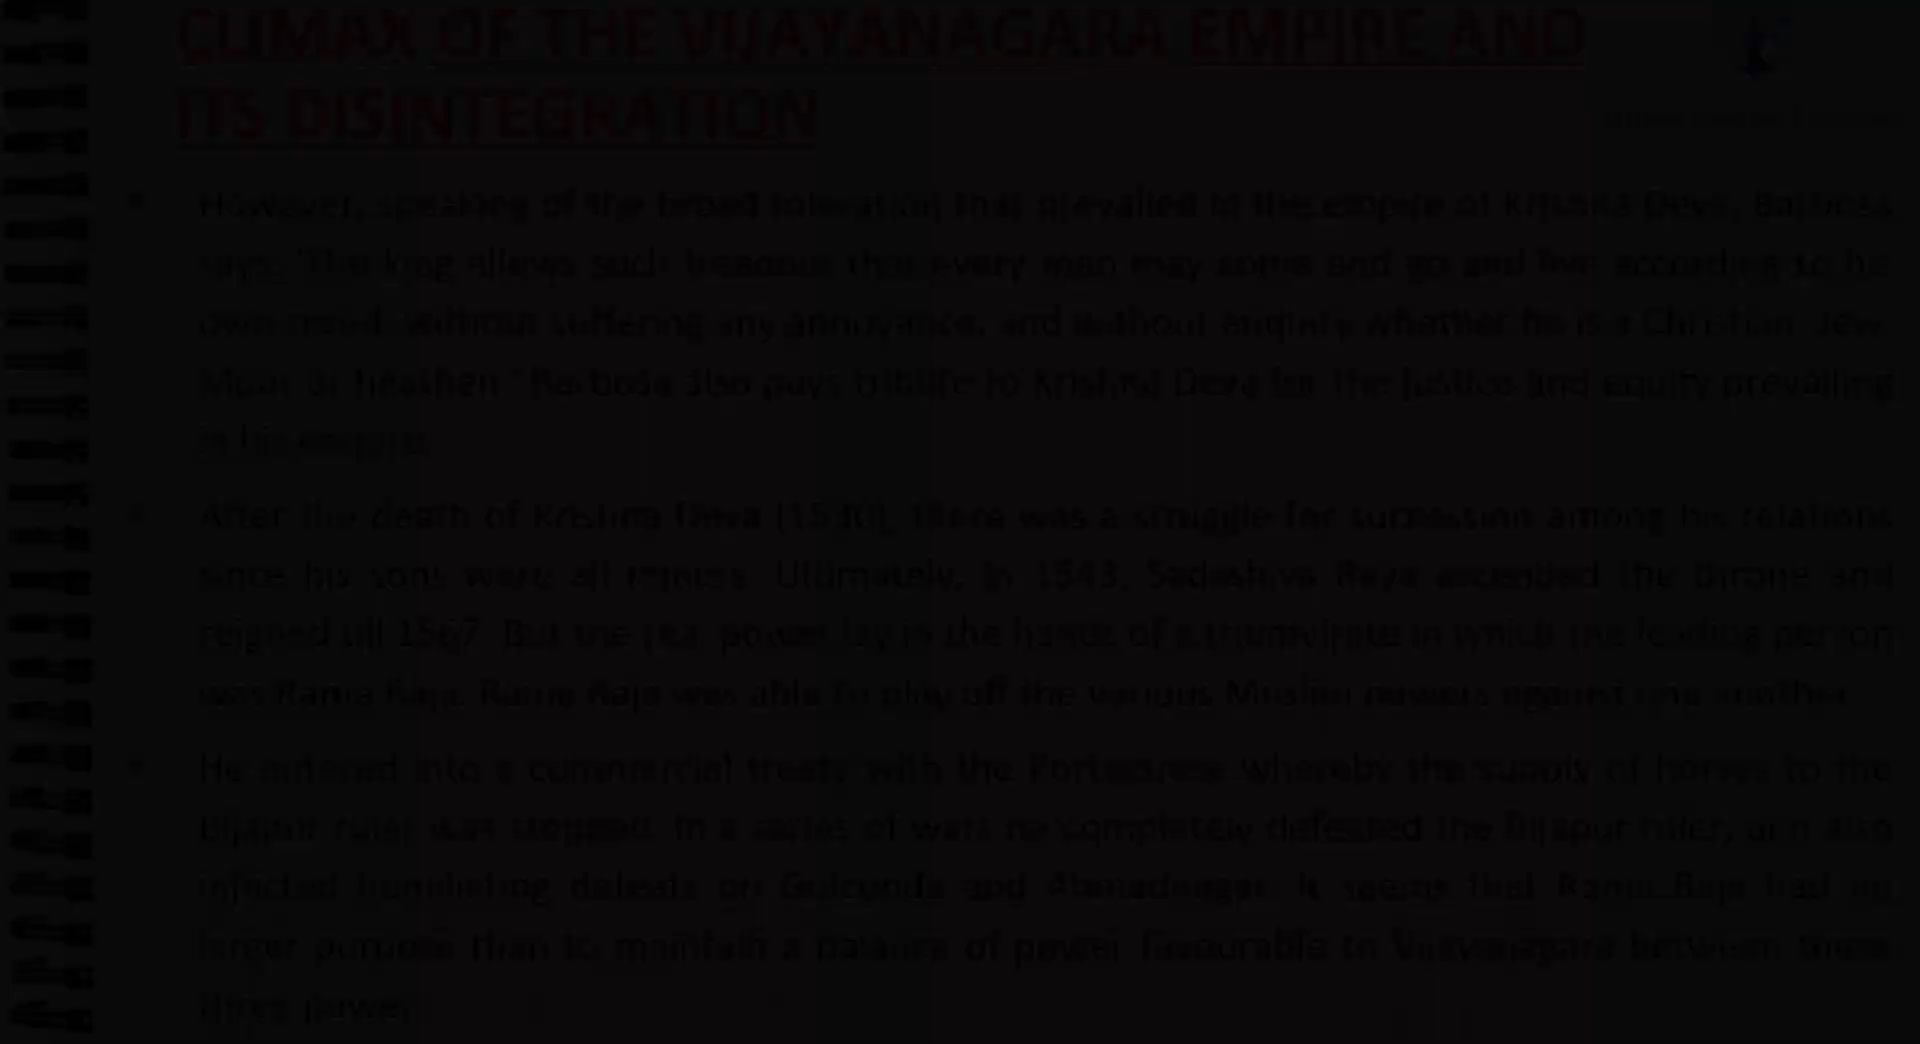 CLIMAX OF THE VIJAYANAGARA EMPIRE AND
ITS DISINTEGRATION
However, speaking of the broad toleration that prevailed in the empire of Krishna Deva, Barbosa
says, 'The king allows such freedom that every man may come and go and live according to his
own creed, without suffering any annoyance, and without enquiry whether he is a Christian, Jew,
Moor or heathen.' Barbosa also pays tribute to Krishna Deva for the justice and equity prevailing
in his empire.
After the death of Krishna Deva (1530), there was a struggle for succession among his relations
since his sons were all minors. Ultimately, in 1543, Sadashiva Raya ascended the throne and
reigned till 1567. But the real power lay in the hands of a triumvirate in which the leading person
was Rama Raja. Rama Raja was able to play off the various Muslim powers against one another.
He entered into a commercial treaty with the Portuguese whereby the supply of horses to the
Bijapur ruler was stopped. In a series of wars he completely defeated the Bijapur ruler, and also
inflicted humiliating defeats on Golconda and Ahmadnagar. It seems that Rama Raja had no
larger purpose than to maintain a balance of power favourable to Vijayanagara between these
three